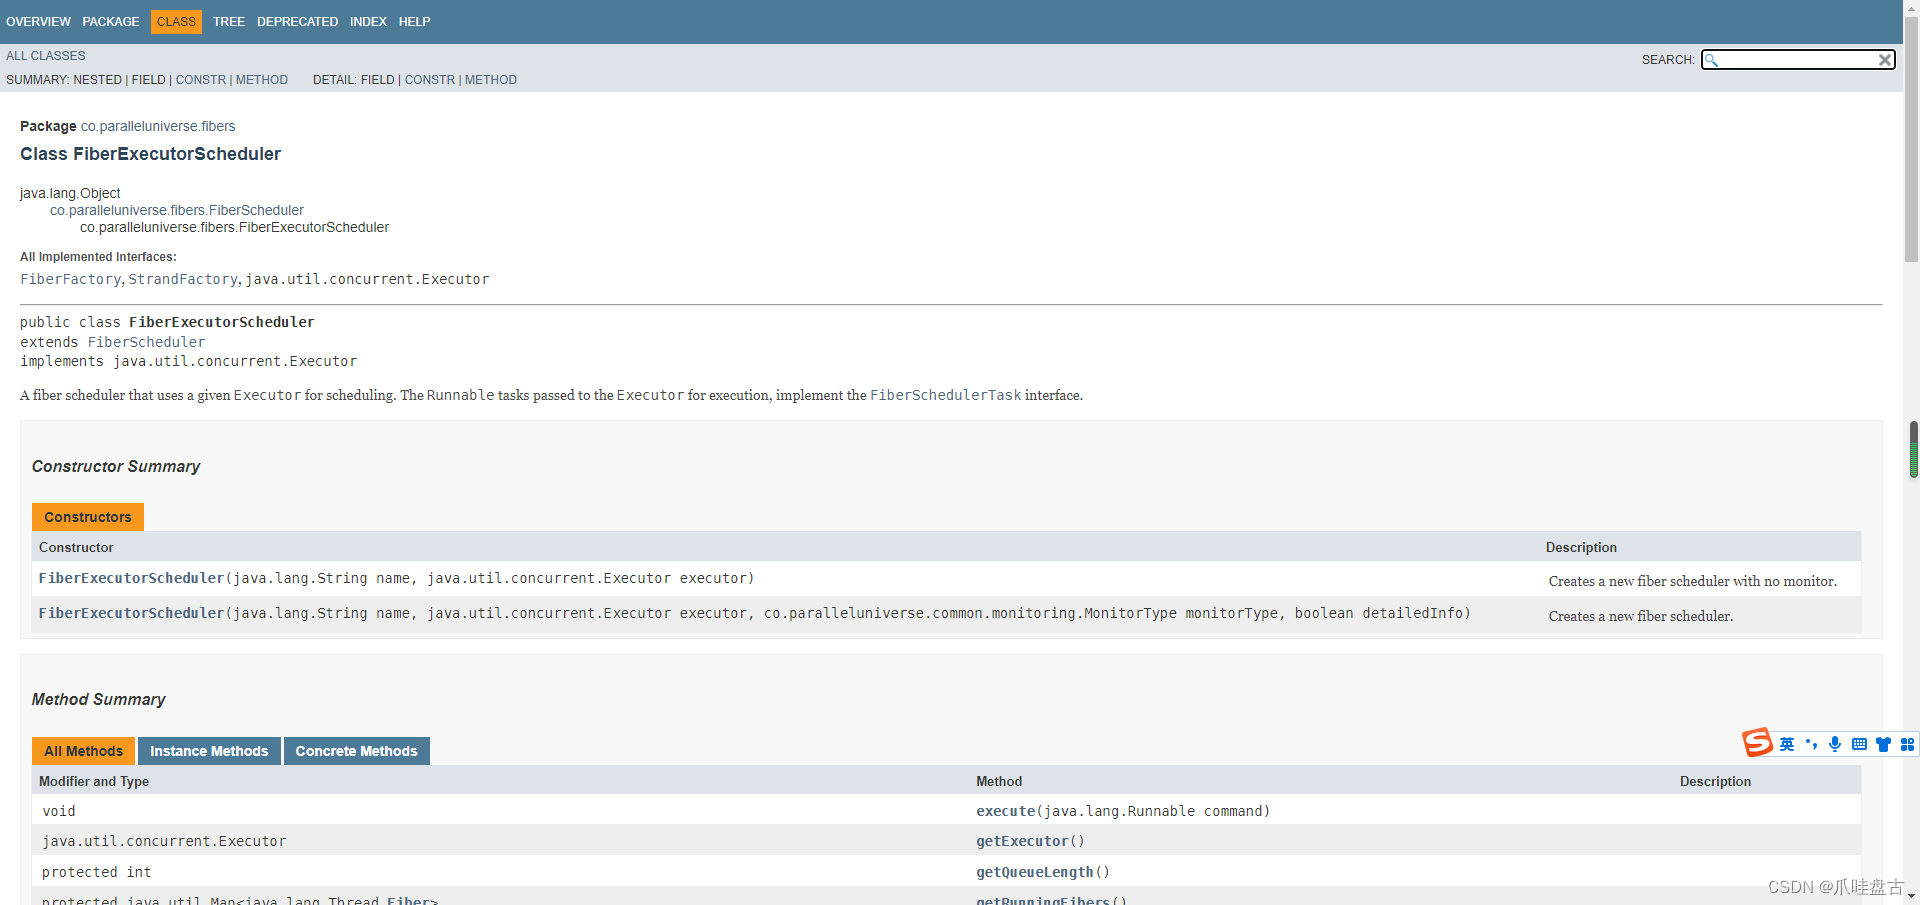 OVERVIEW PACKAGE CLASS TREE DEPRECATED INDEX HELP
ALL CLASSES
SEARCH:
SUMMARY: NESTED | FIELD | CONSTR | METHOD DETAIL: FIELD | CONSTR | METHOD
Package co.paralleluniverse.fibers
Class FiberExecutorScheduler
java.lang.Object
co.paralleluniverse.fibers.FiberScheduler
co.paralleluniverse.fibers.FiberExecutorScheduler
All Implemented Interfaces:
FiberFactory, StrandFactory, java.util.concurrent.Executor
public class FiberExecutorScheduler
extends FiberScheduler
implements java.util.concurrent.Executor
A fiber scheduler that uses a given Executor for scheduling. The Runnable tasks passed to the Executor for execution, implement the FiberSchedulerTask interface.
Constructor Summary
Constructors
Constructor Description
FiberExecutorScheduler(java.lang.String name, java.util.concurrent.Executor executor) Creates a new fiber scheduler with no monitor.
FiberExecutorScheduler(java.lang.String name, java.util.concurrent.Executor executor, co.paralleluniverse.common.monitoring.MonitorType monitorType, boolean detailedInfo) Creates a new fiber scheduler.
Method Summary
All Methods Instance Methods Concrete Methods
英
Modifier and Type Method Description
void execute(java.lang.Runnable command)
java.util.concurrent.Executor getExecutor()
protected int getQueueLength()
protected java.util.Map<java.lang.Thread,Fiber> getRunningFibers()
CSDN @爪哇盘古